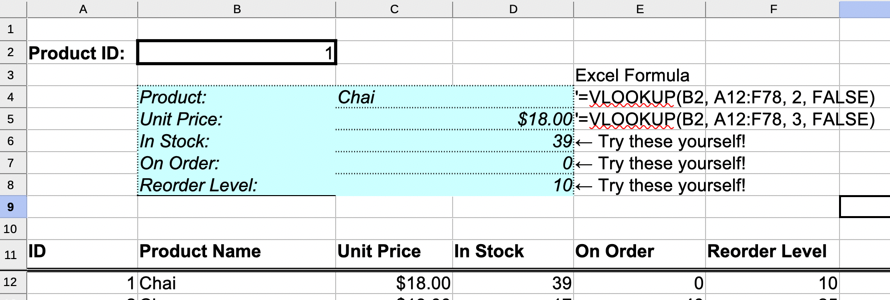 A B C D E F
1
2 Product ID: 1
3 Excel Formula
4 Product: Chai '=VLOOKUP(B2, A12:F78, 2, FALSE)
5 Unit Price: $18.00 '=VLOOKUP(B2, A12:F78, 3, FALSE)
6 In Stock: 39 ← Try these yourself!
7 On Order: 0 ← Try these yourself!
8 Reorder Level: 10 ← Try these yourself!
9
10
11 ID Product Name Unit Price In Stock On Order Reorder Level
12 1 Chai $18.00 39 0 10